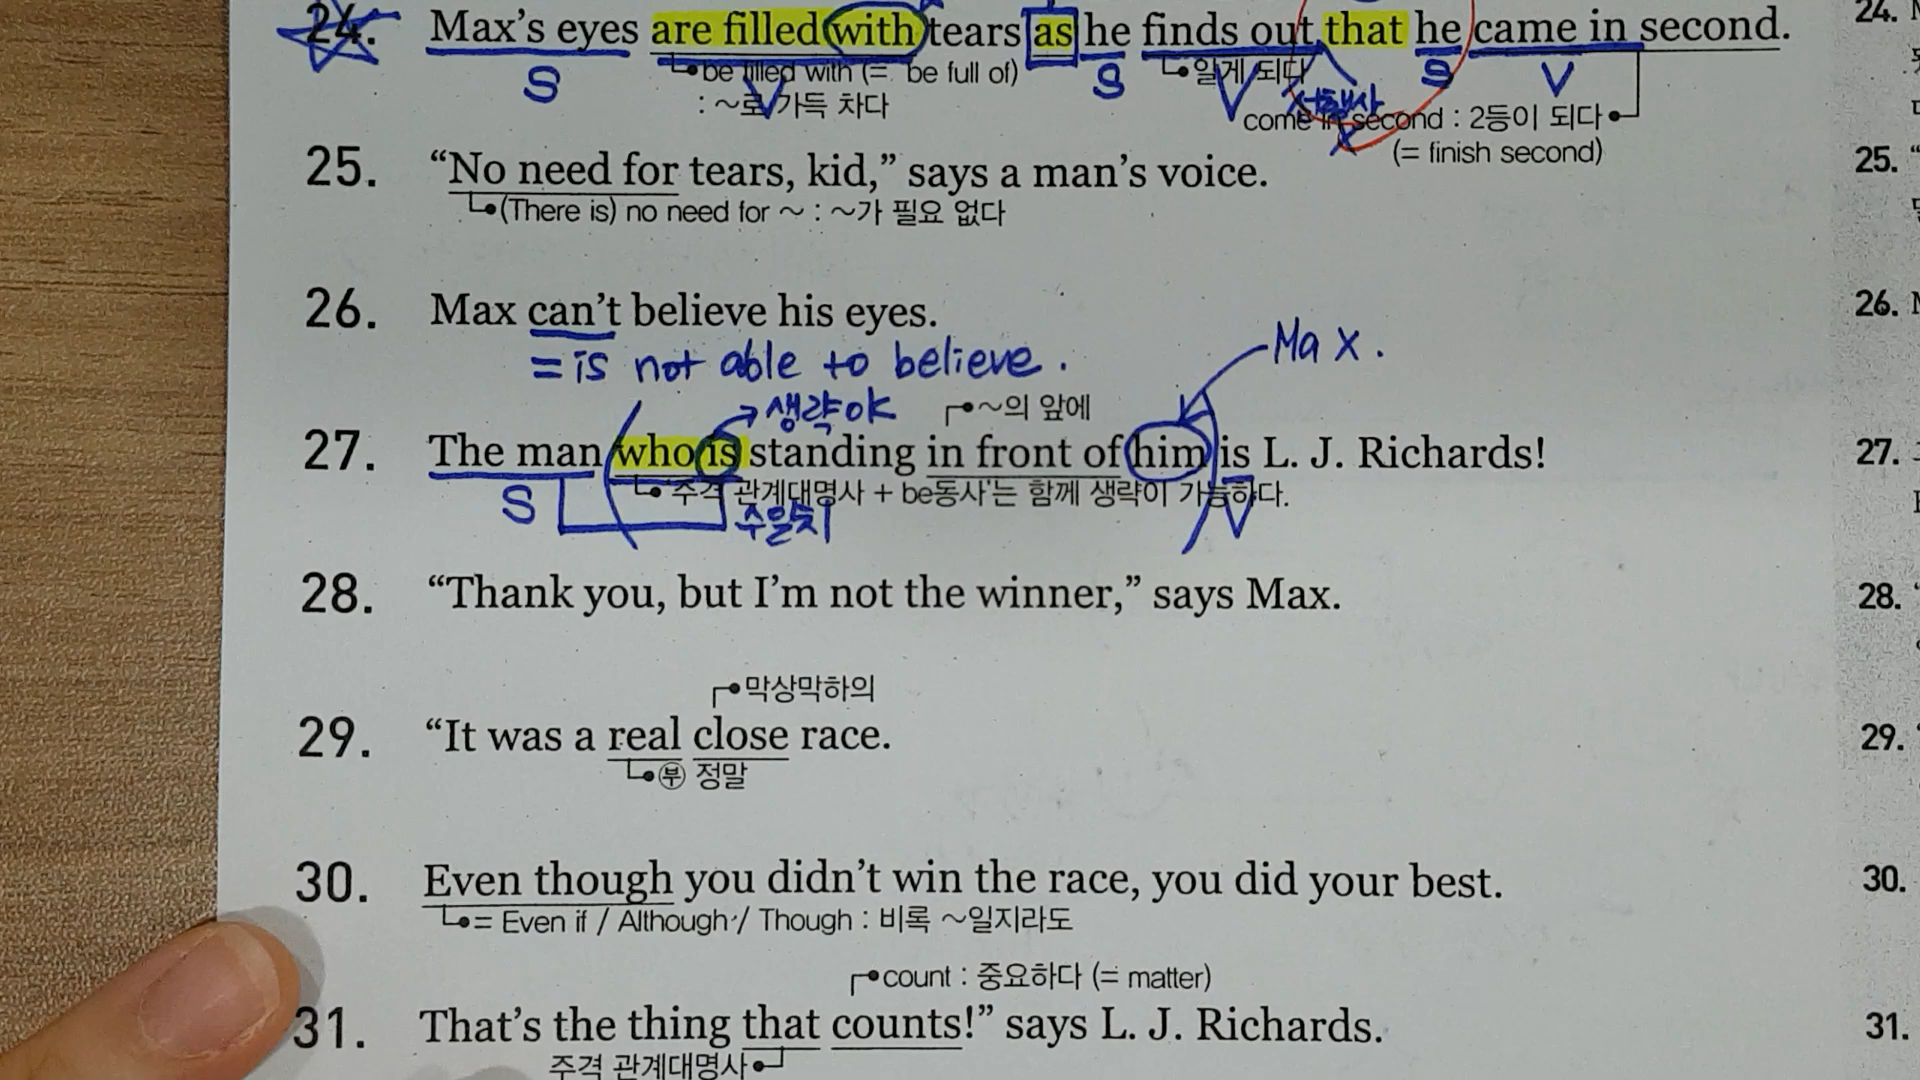 24. Max's eyes are filled with tears as he finds out that he came in second.
be filled with (= be full of) 알게 되다
S V S V S V
: ~로 가득 차다
come in second : 2등이 되다
(= finish second)
25. “No need for tears, kid,” says a man's voice.
(There is) no need for ~ : ~가 필요 없다
26. Max can't believe his eyes.
= is not able to believe.
Max.
생략 ok ~의 앞에
27. The man who is standing in front of him is L. J. Richards!
'주격 관계대명사 + be동사'는 함께 생략이 가능하다.
S 수일치 V
28. “Thank you, but I'm not the winner,” says Max.
막상막하의
29. “It was a real close race.
부 정말
30. Even though you didn't win the race, you did your best.
= Even if / Although / Though : 비록 ~일지라도
count : 중요하다 (= matter)
31. That's the thing that counts!” says L. J. Richards.
주격 관계대명사
24.
25. “
26.
27.
28.
29.
30.
31.